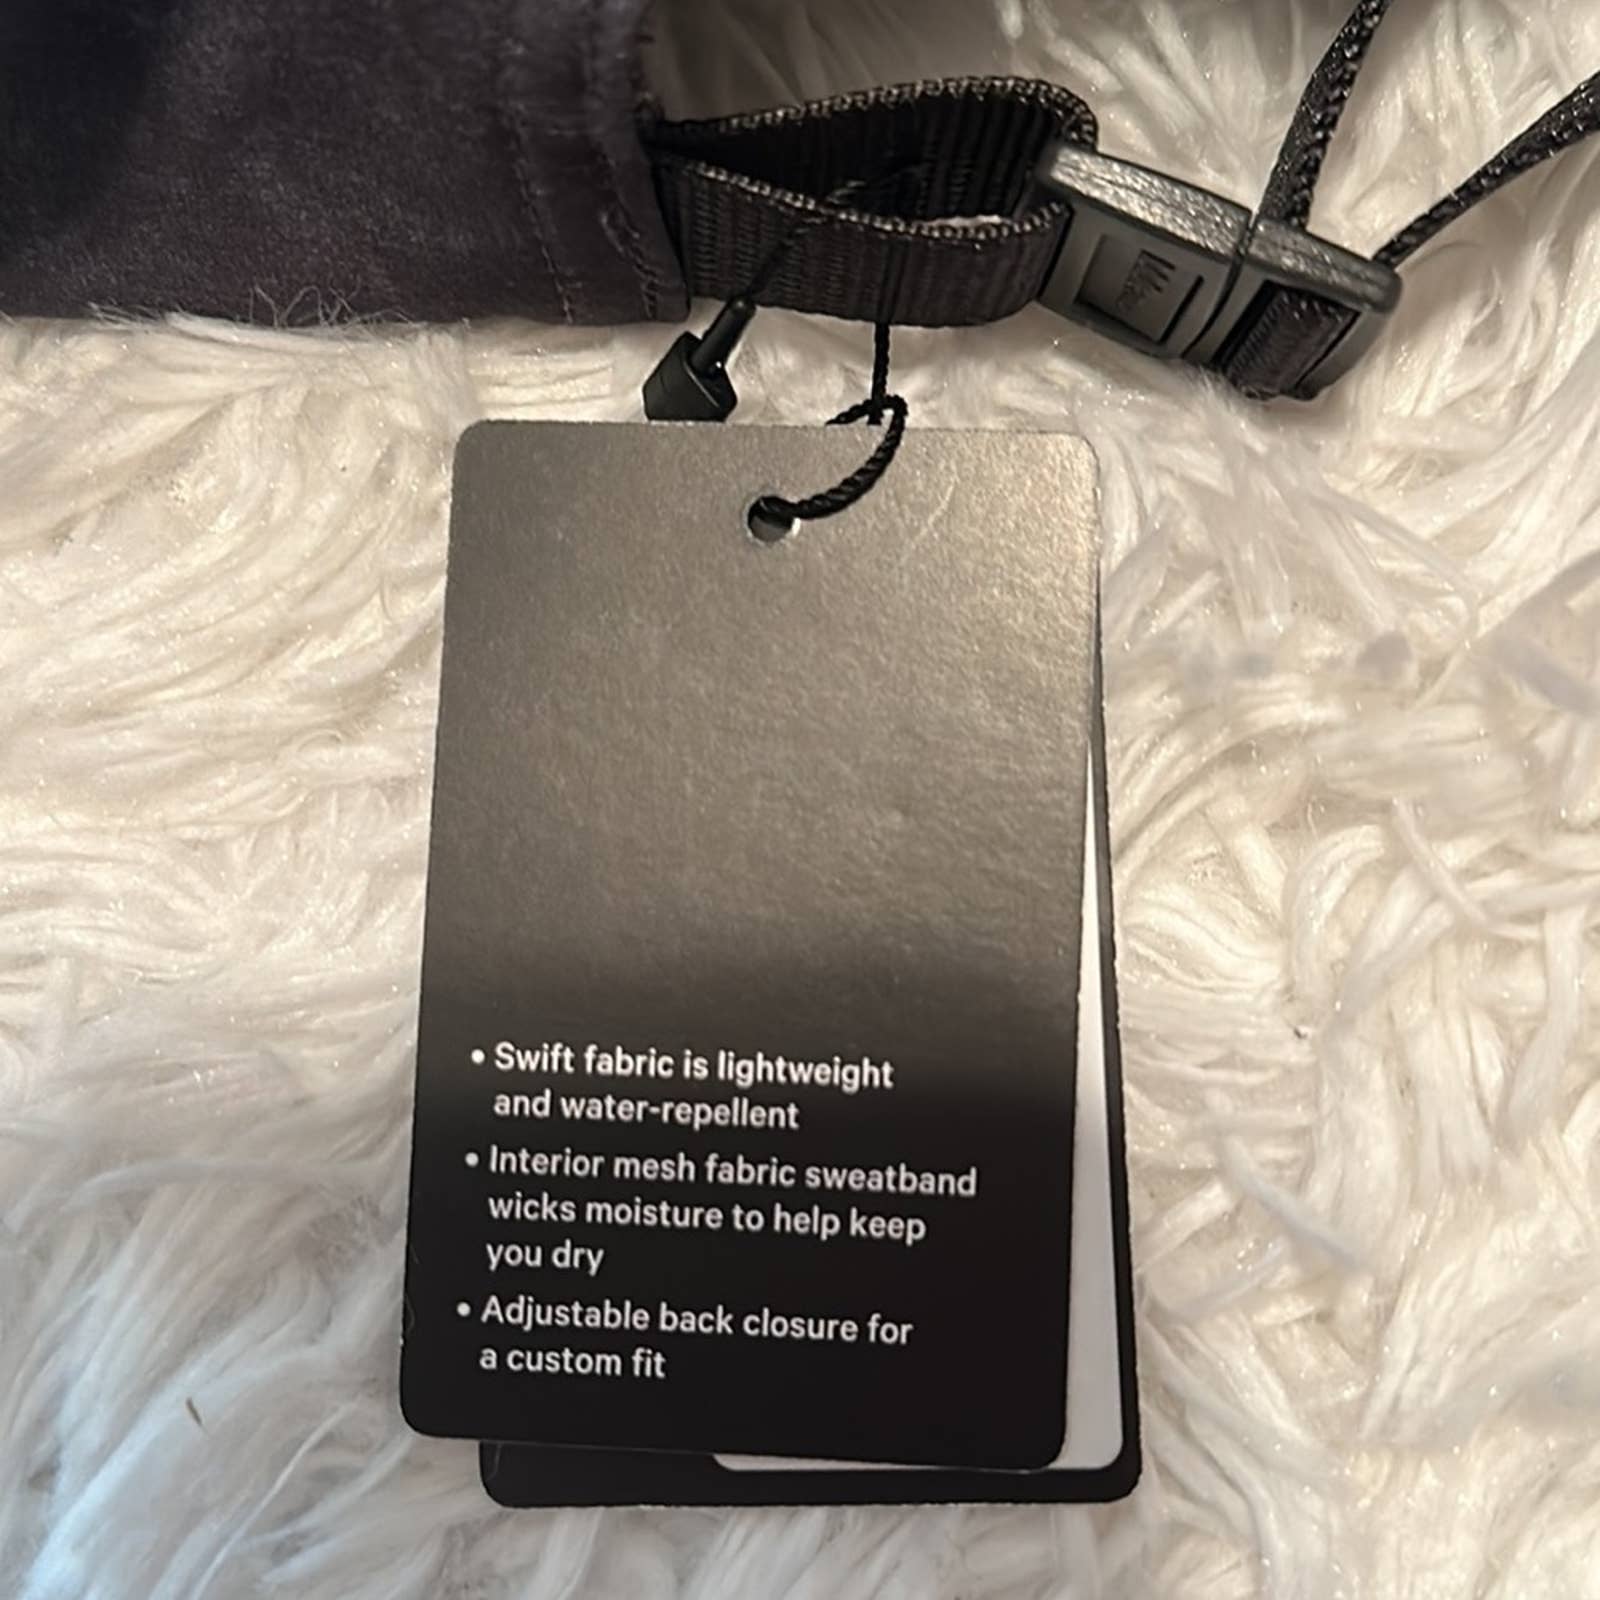 • Swift fabric is lightweight
and water-repellent
• Interior mesh fabric sweatband
wicks moisture to help keep
you dry
• Adjustable back closure for
a custom fit